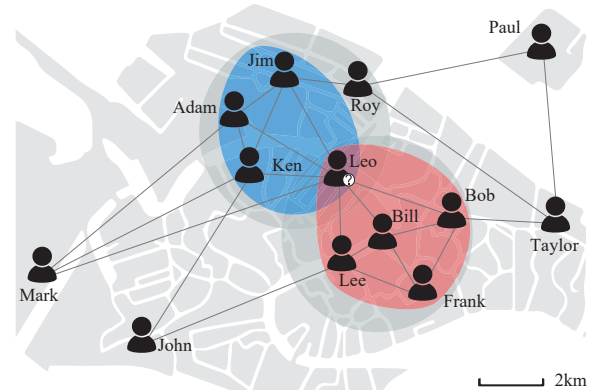 Paul
Jim
Roy
Adam
Ken
Leo
?
Bob
Bill
Taylor
Lee
Mark
Frank
John
2km